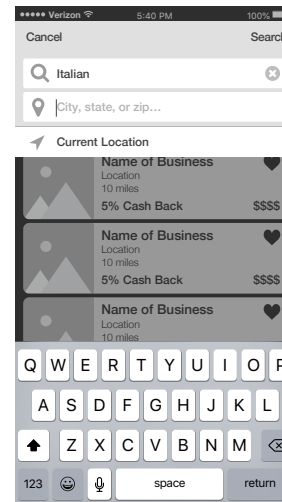 Verizon 5:40 PM 100%
Cancel Search
Italian
City, state, or zip...
Current Location
Name of Business
Location
10 miles
5% Cash Back $$$$
Name of Business
Location
10 miles
5% Cash Back $$$$
Name of Business
Location
10 miles
Q W E R T Y U I O P
A S D F G H J K L
Z X C V B N M
123 space return